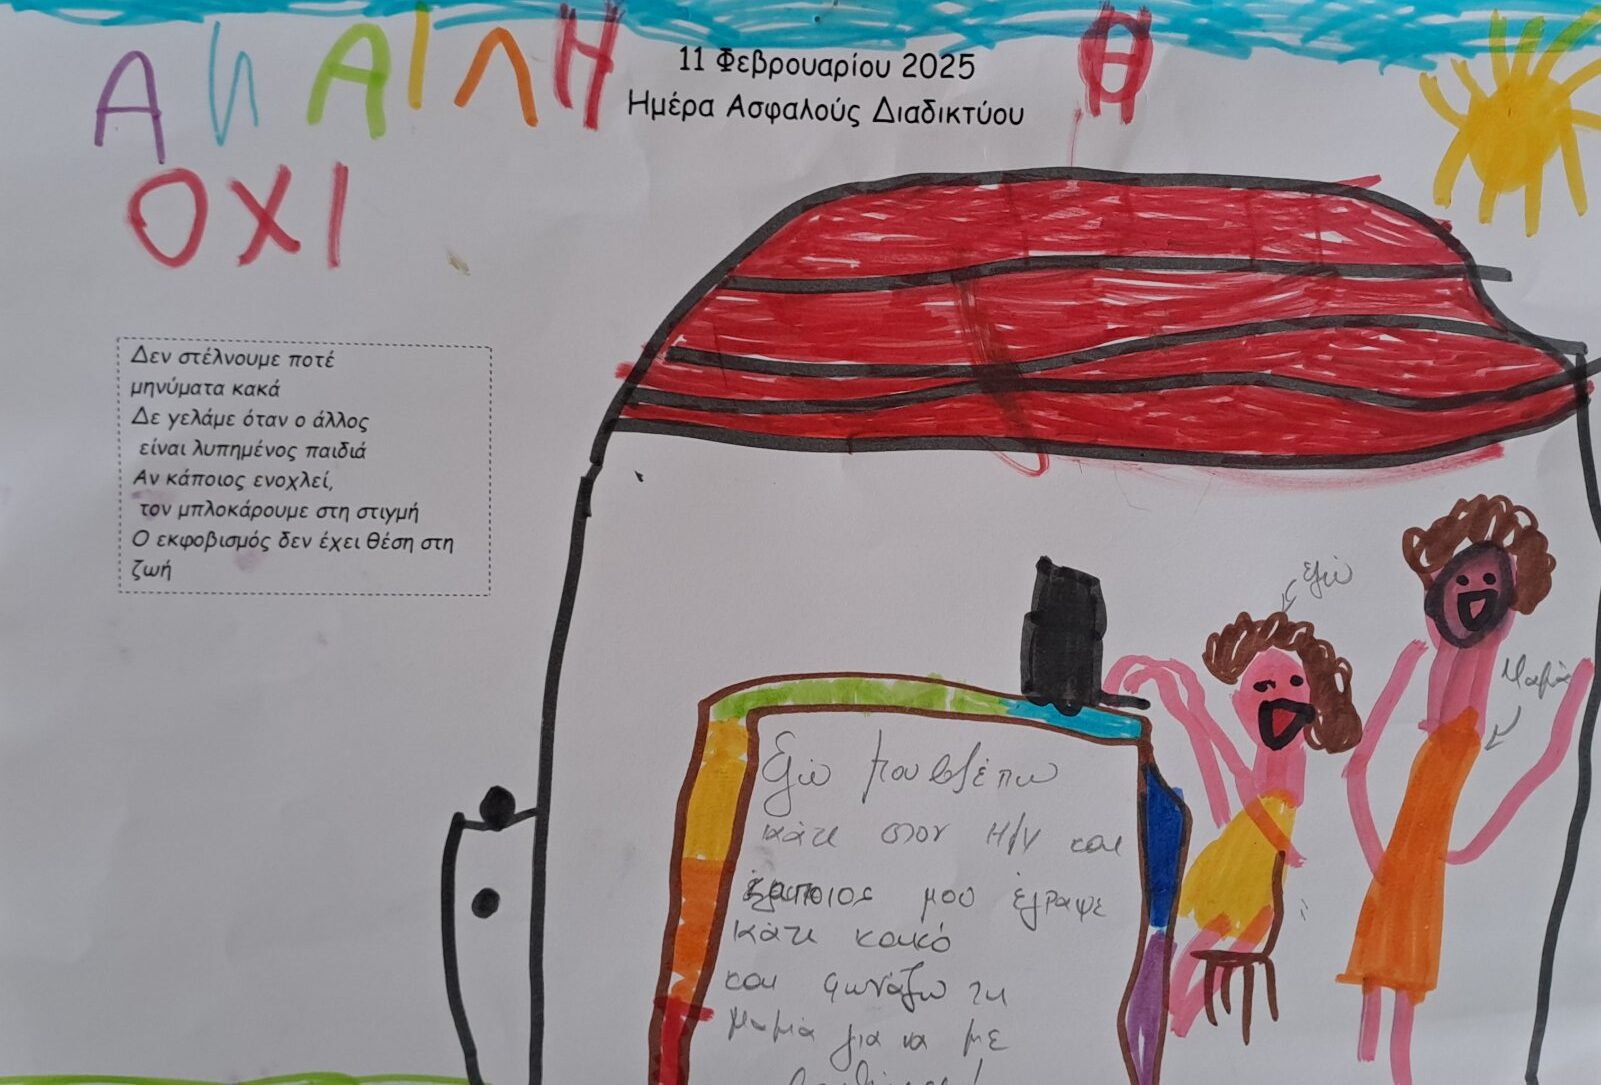 ΑΠΑΙΛΗ
11 Φεβρουαρίου 2025
Ημέρα Ασφαλούς Διαδικτύου
ΟΧΙ
Δεν στέλνουμε ποτέ
μηνύματα κακά
Δε γελάμε όταν ο άλλος
είναι λυπημένος παιδιά
Αν κάποιος ενοχλεί,
τον μπλοκάρουμε στη στιγμή
Ο εκφοβισμός δεν έχει θέση στη
ζωή
εγώ
μαμά
Εγώ που βλέπω
κάτι στον Η/Υ και
κάποιος μου έγραψε
κάτι κακό
και φωνάζω τη
μαμά για να με